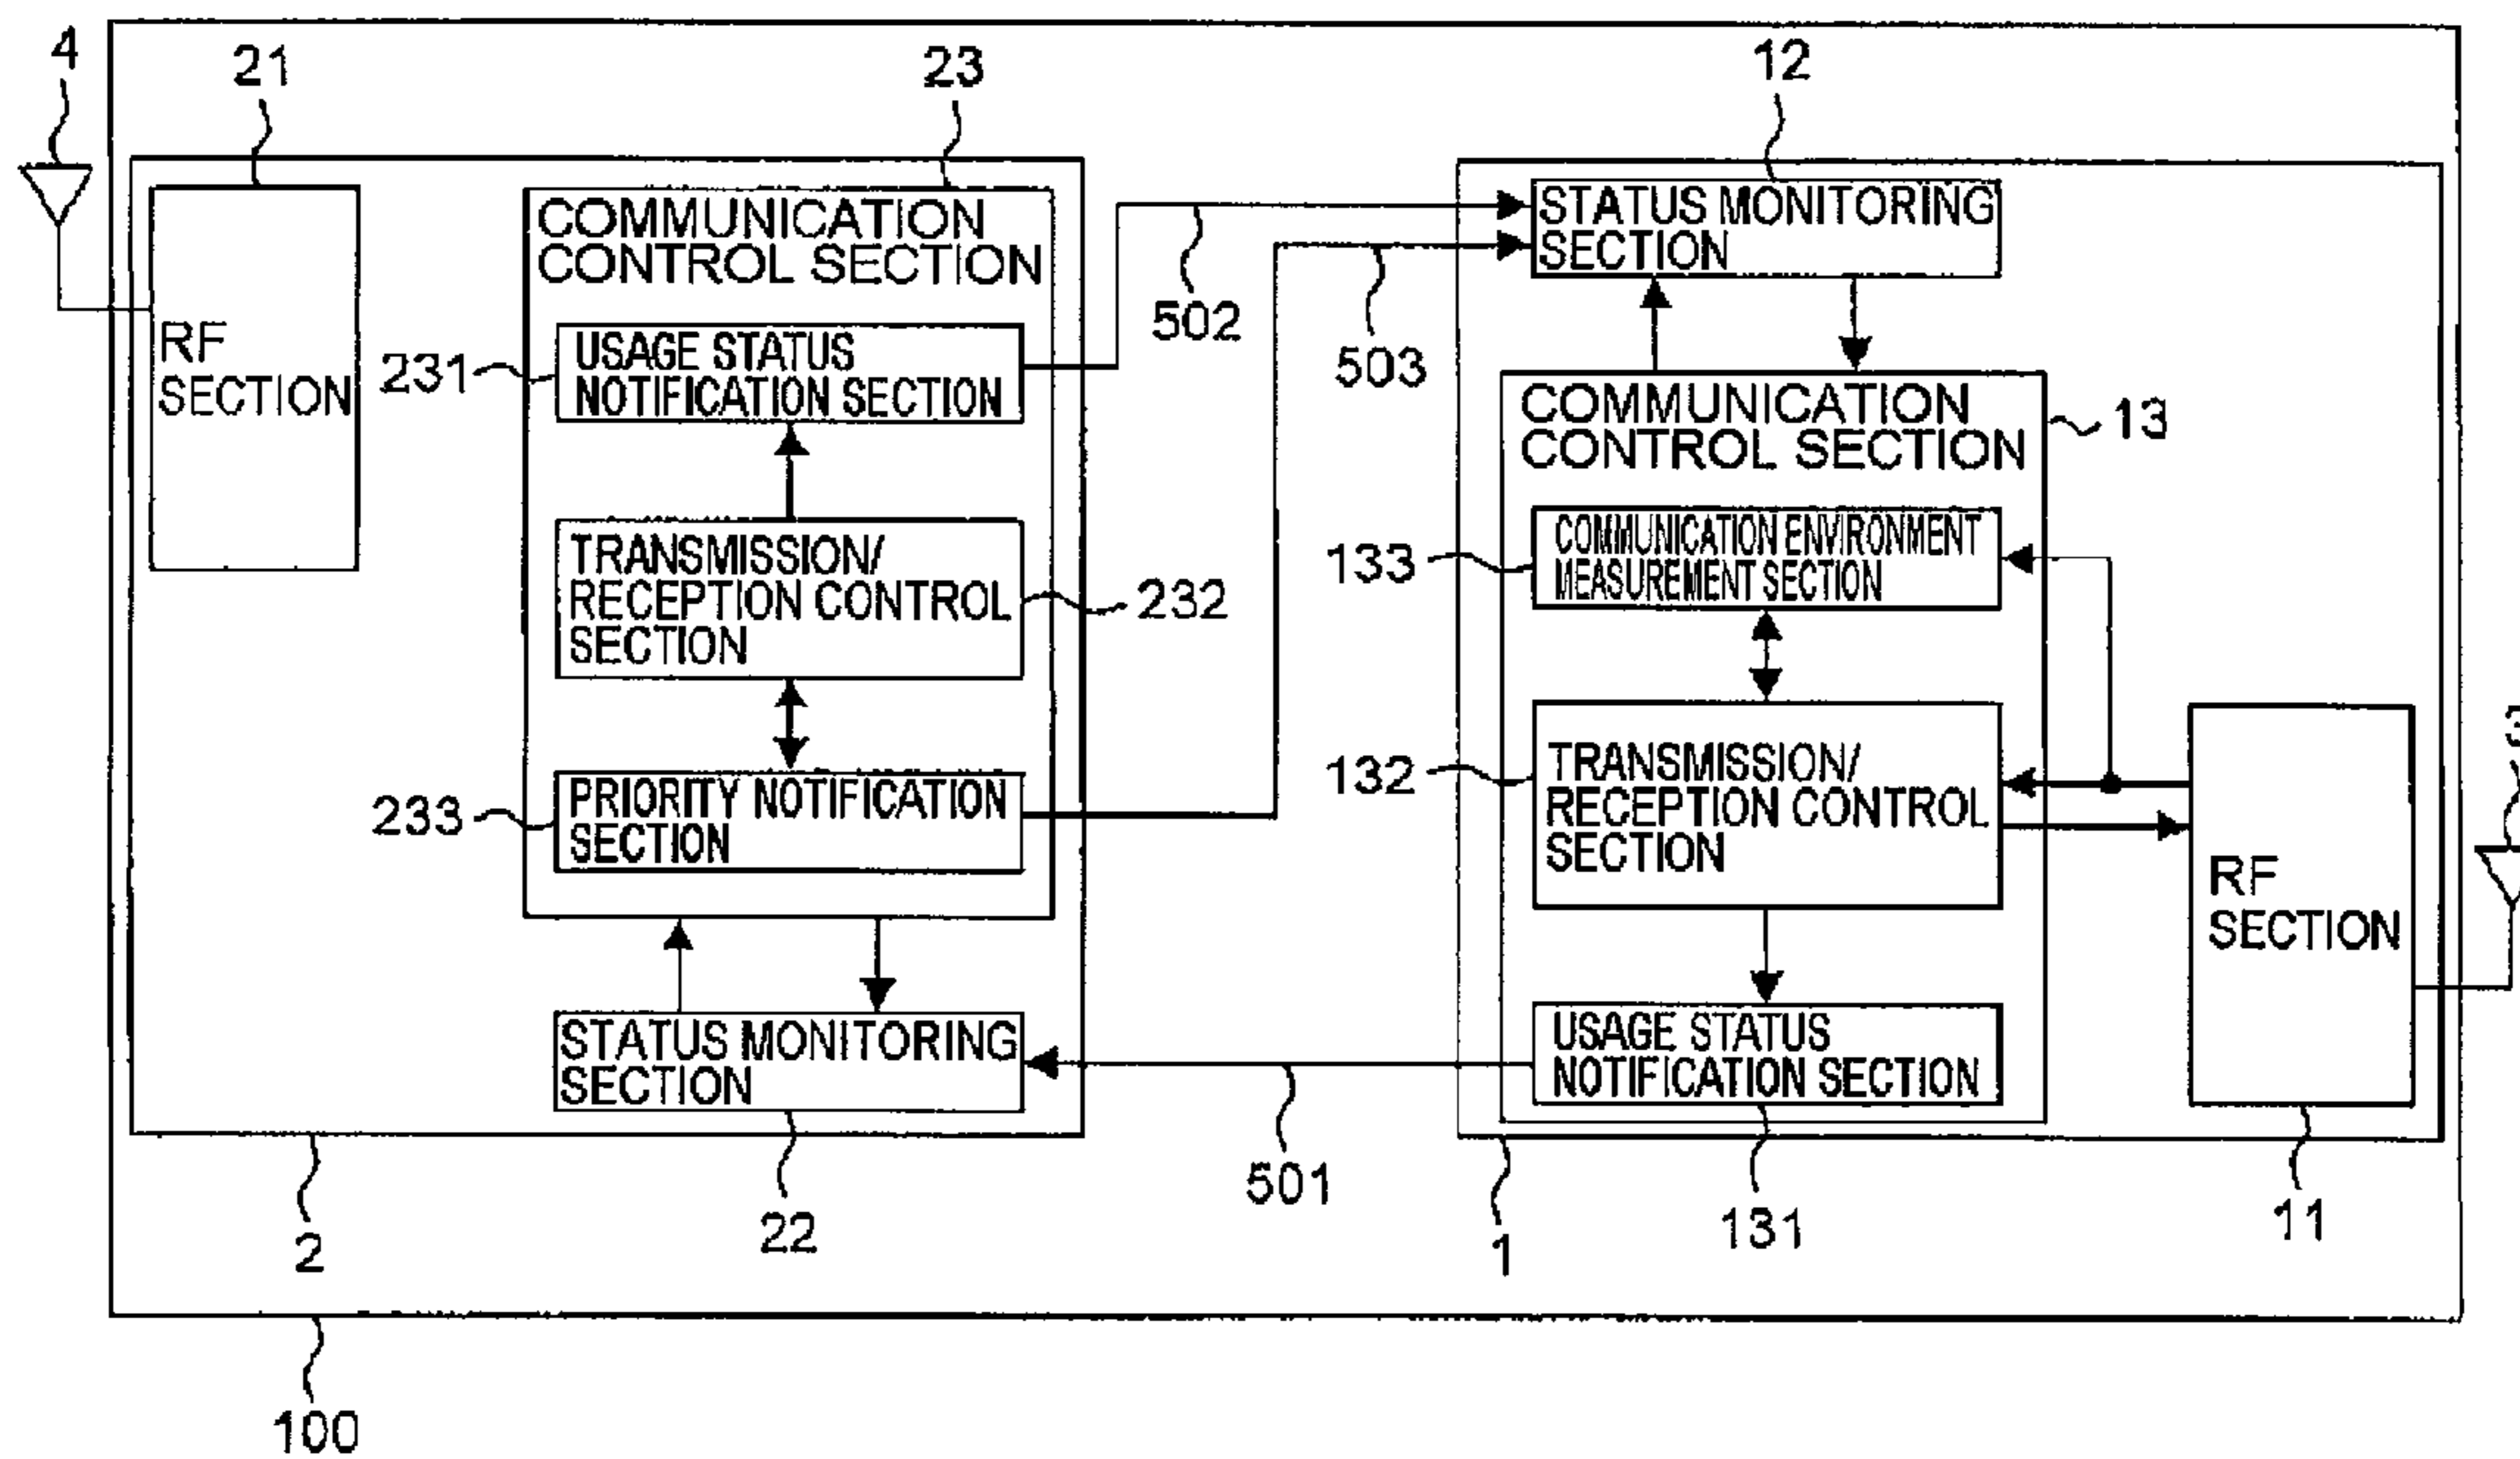 4
21
23
12
COMMUNICATION
CONTROL SECTION
STATUS MONITORING
SECTION
502
503
RF
SECTION
231
USAGE STATUS
NOTIFICATION SECTION
COMMUNICATION
CONTROL SECTION
13
133
COMMUNICATION ENVIRONMENT
MEASUREMENT SECTION
TRANSMISSION/
RECEPTION CONTROL
SECTION
232
132
TRANSMISSION/
RECEPTION CONTROL
SECTION
3
233
PRIORITY NOTIFICATION
SECTION
RF
SECTION
STATUS MONITORING
SECTION
USAGE STATUS
NOTIFICATION SECTION
2
22
501
1
131
11
100